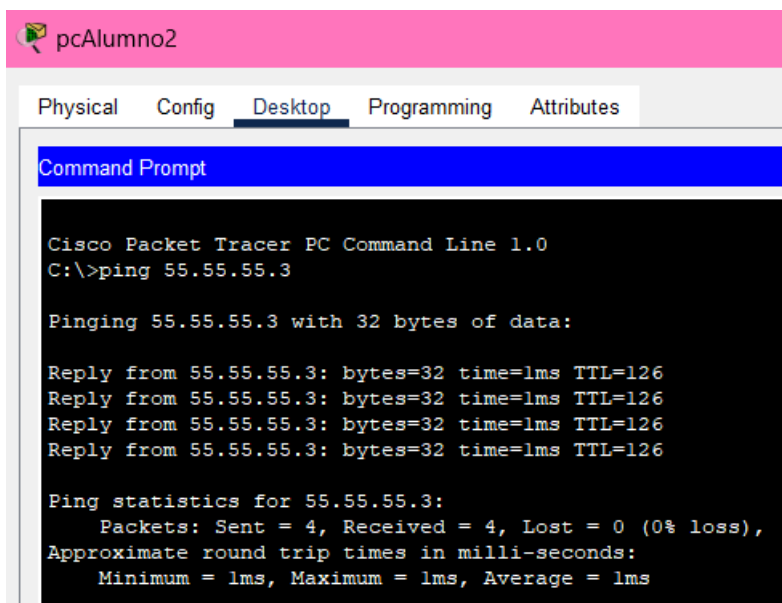 pcAlumno2
Physical Config Desktop Programming Attributes
Command Prompt
Cisco Packet Tracer PC Command Line 1.0
C:\>ping 55.55.55.3
Pinging 55.55.55.3 with 32 bytes of data:
Reply from 55.55.55.3: bytes=32 time=1ms TTL=126
Reply from 55.55.55.3: bytes=32 time=1ms TTL=126
Reply from 55.55.55.3: bytes=32 time=1ms TTL=126
Reply from 55.55.55.3: bytes=32 time=1ms TTL=126
Ping statistics for 55.55.55.3:
Packets: Sent = 4, Received = 4, Lost = 0 (0% loss),
Approximate round trip times in milli-seconds:
Minimum = 1ms, Maximum = 1ms, Average = 1ms